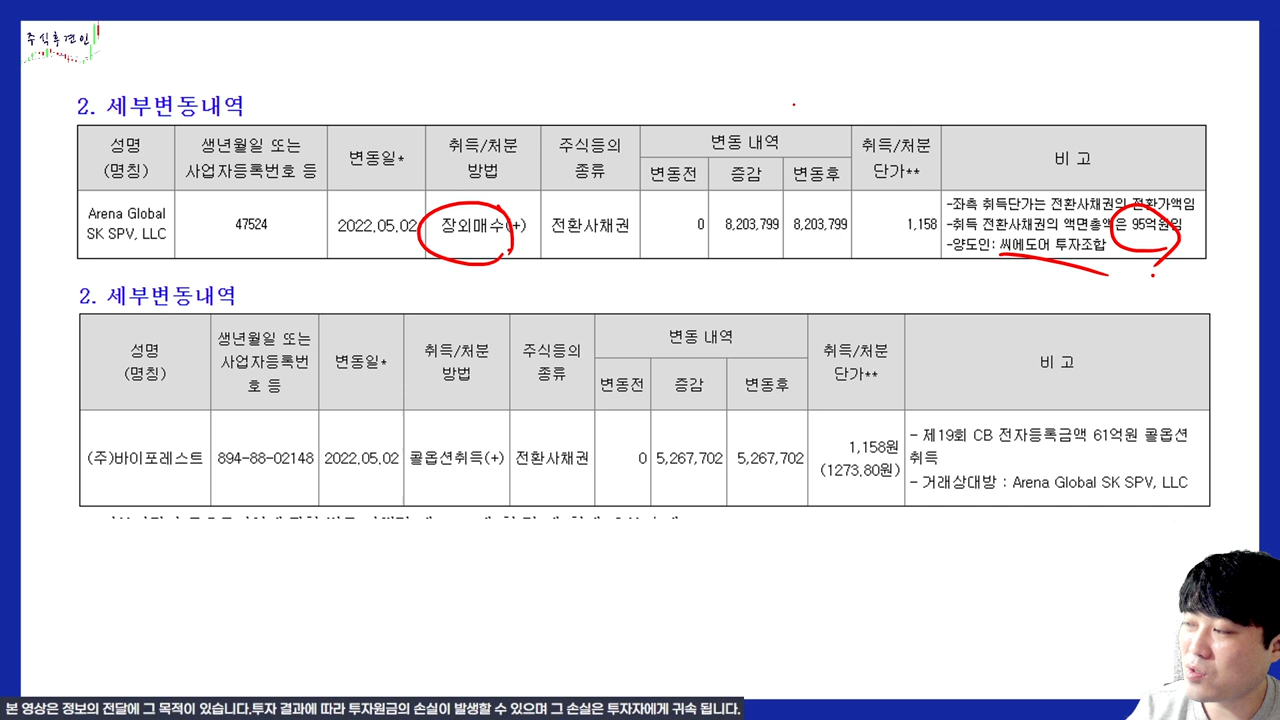 주식후견인
2. 세부변동내역
성명 생년월일 또는 변동일* 취득/처분 주식등의 변동 내역 취득/처분 비 고
(명칭) 사업자등록번호 등 방법 종류 변동전 증감 변동후 단가**
Arena Global
SK SPV, LLC 47524 2022.05.02 장외매수(+) 전환사채권 0 8,203,799 8,203,799 1,158
-좌측 취득단가는 전환사채권의 전환가액임
-취득 전환사채권의 액면총액은 95억원임
-양도인: 씨에도어 투자조합
2. 세부변동내역
성명 생년월일 또는 변동일* 취득/처분 주식등의 변동 내역 취득/처분 비 고
(명칭) 사업자등록번 방법 종류 변동전 증감 변동후 단가**
호 등
(주)바이포레스트 894-88-02148 2022.05.02 콜옵션취득(+) 전환사채권 0 5,267,702 5,267,702 1,158원
(1273.80원)
- 제19회 CB 전자등록금액 61억원 콜옵션
취득
- 거래상대방 : Arena Global SK SPV, LLC
본 영상은 정보의 전달에 그 목적이 있습니다.투자 결과에 따라 투자원금의 손실이 발생할 수 있으며 그 손실은 투자자에게 귀속 됩니다.